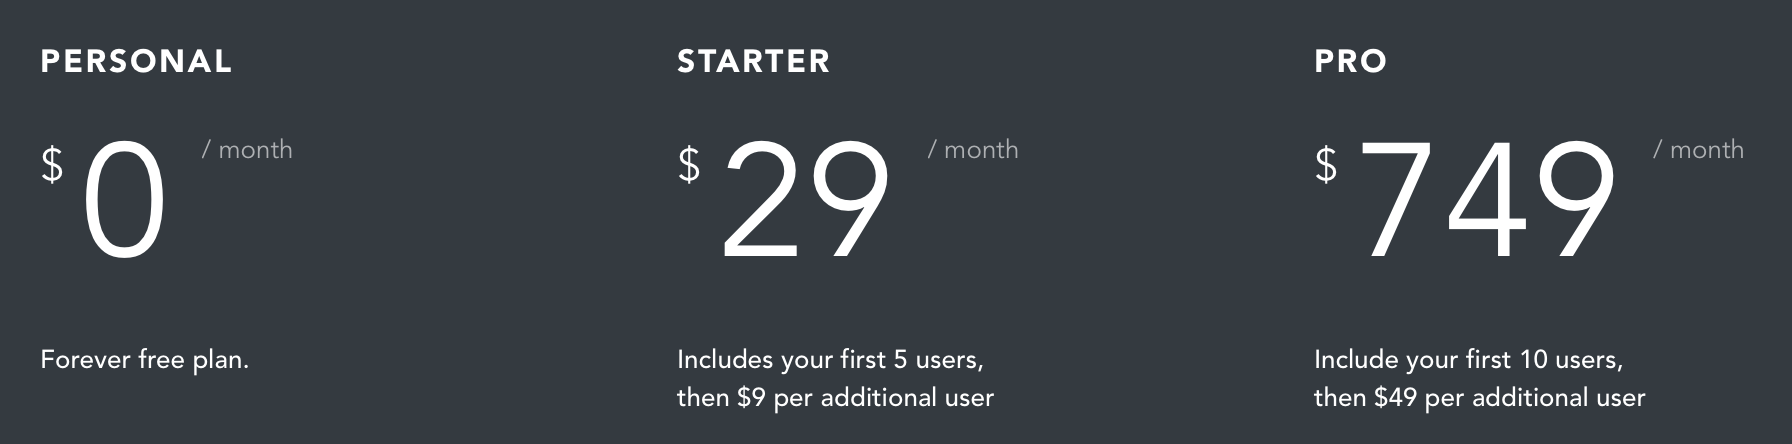 PERSONAL
$ 0 / month
Forever free plan.
STARTER
$ 29 / month
Includes your first 5 users,
then $9 per additional user
PRO
$ 749 / month
Include your first 10 users,
then $49 per additional user